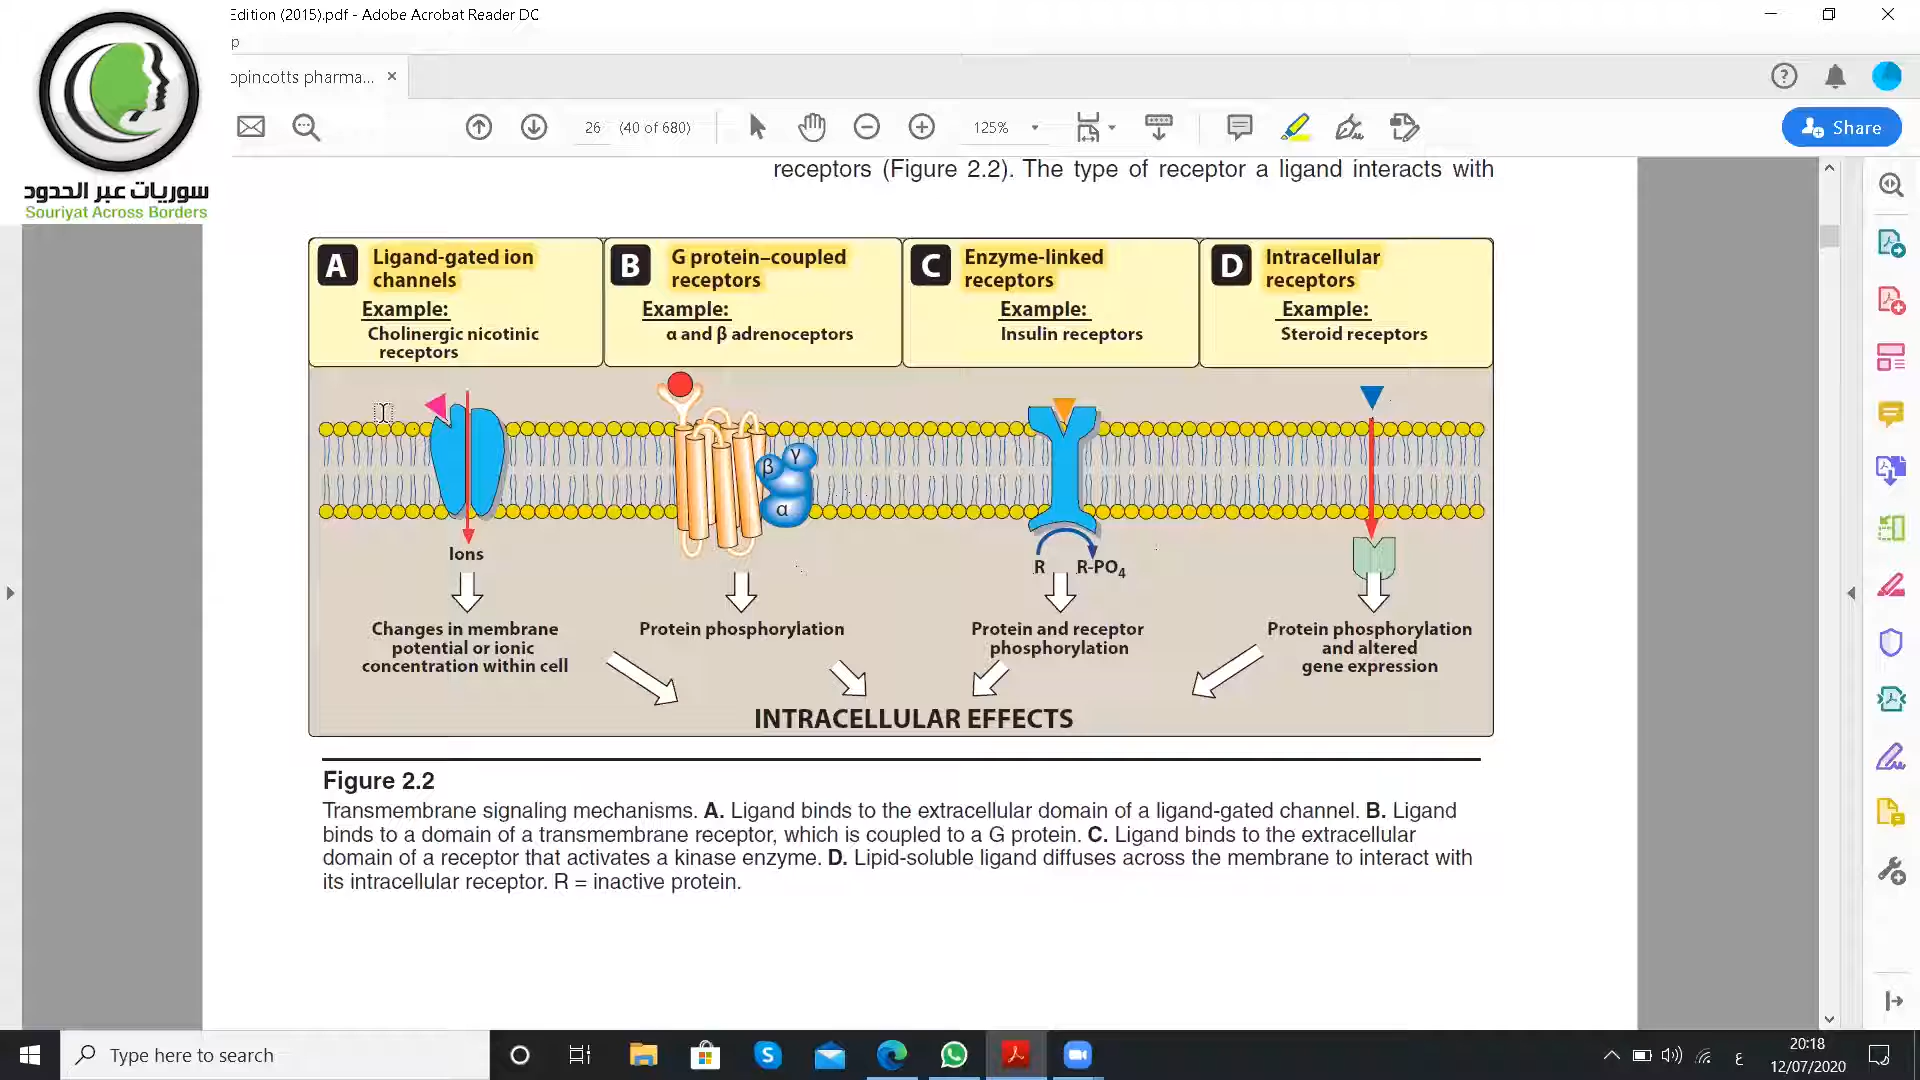 Edition (2015).pdf - Adobe Acrobat Reader DC
p
opincotts pharma...
26 (40 of 680)
125%
Share
سوريات عبر الحدود
Souriyat Across Borders
receptors (Figure 2.2). The type of receptor a ligand interacts with
A Ligand-gated ion
channels
Example:
Cholinergic nicotinic
receptors
B G protein–coupled
receptors
Example:
α and β adrenoceptors
C Enzyme-linked
receptors
Example:
Insulin receptors
D Intracellular
receptors
Example:
Steroid receptors
β γ
α
Ions
R R-PO4
Changes in membrane
potential or ionic
concentration within cell
Protein phosphorylation
Protein and receptor
phosphorylation
Protein phosphorylation
and altered
gene expression
INTRACELLULAR EFFECTS
Figure 2.2
Transmembrane signaling mechanisms. A. Ligand binds to the extracellular domain of a ligand-gated channel. B. Ligand
binds to a domain of a transmembrane receptor, which is coupled to a G protein. C. Ligand binds to the extracellular
domain of a receptor that activates a kinase enzyme. D. Lipid-soluble ligand diffuses across the membrane to interact with
its intracellular receptor. R = inactive protein.
Type here to search
ع
20:18
12/07/2020